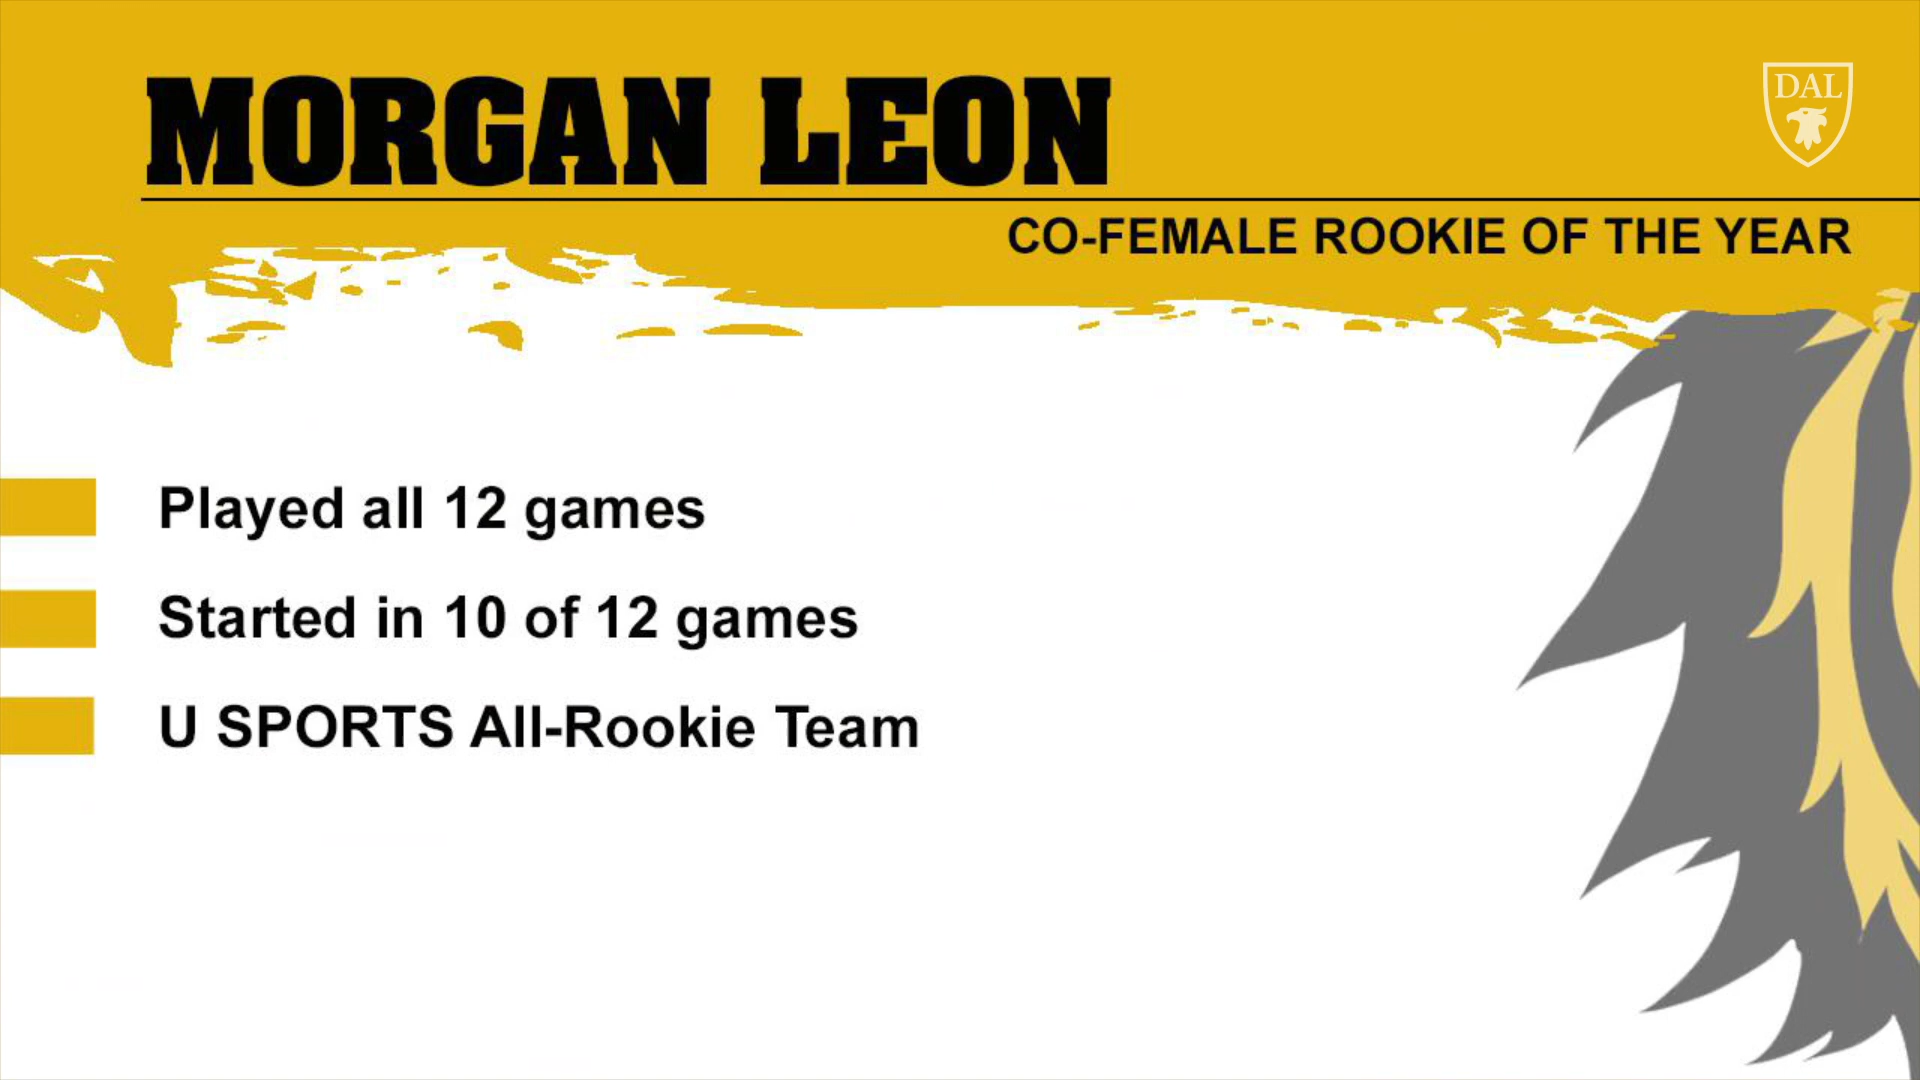 MORGAN LEON
DAL
CO-FEMALE ROOKIE OF THE YEAR
Played all 12 games
Started in 10 of 12 games
U SPORTS All-Rookie Team